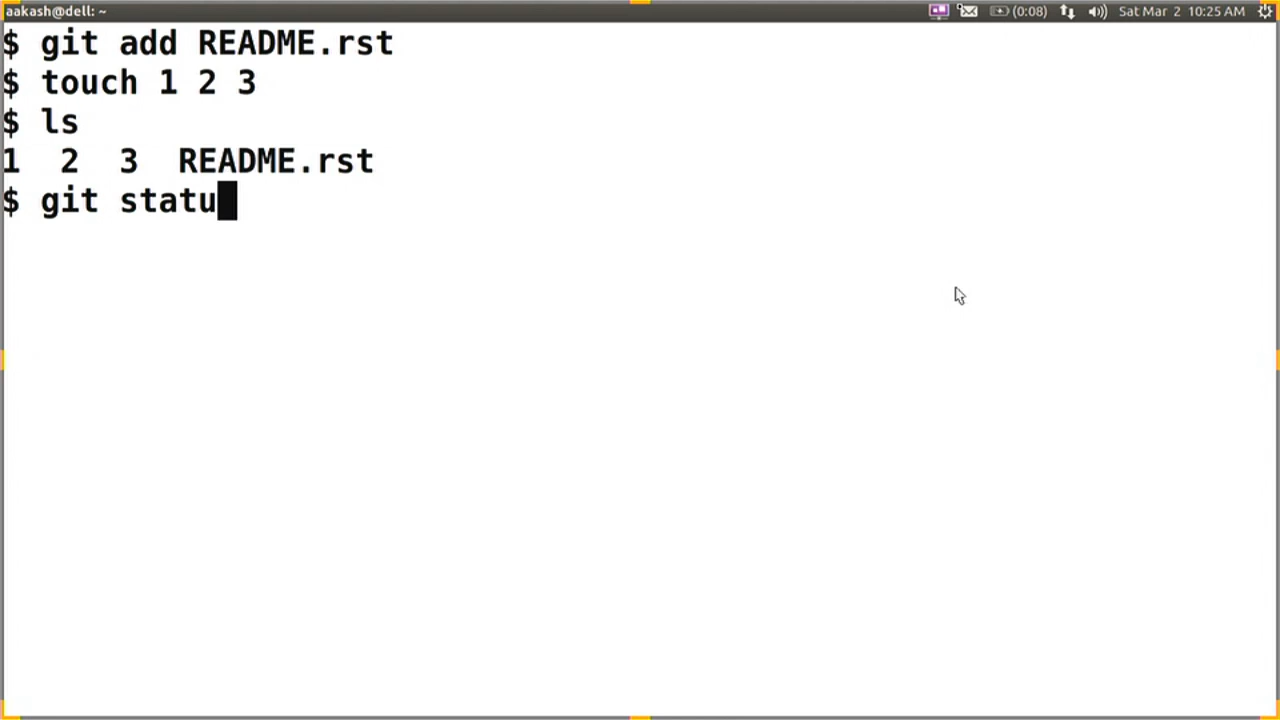 aakash@dell: ~
(0:08) Sat Mar 2 10:25 AM
$ git add README.rst
$ touch 1 2 3
$ ls
1 2 3 README.rst
$ git statu